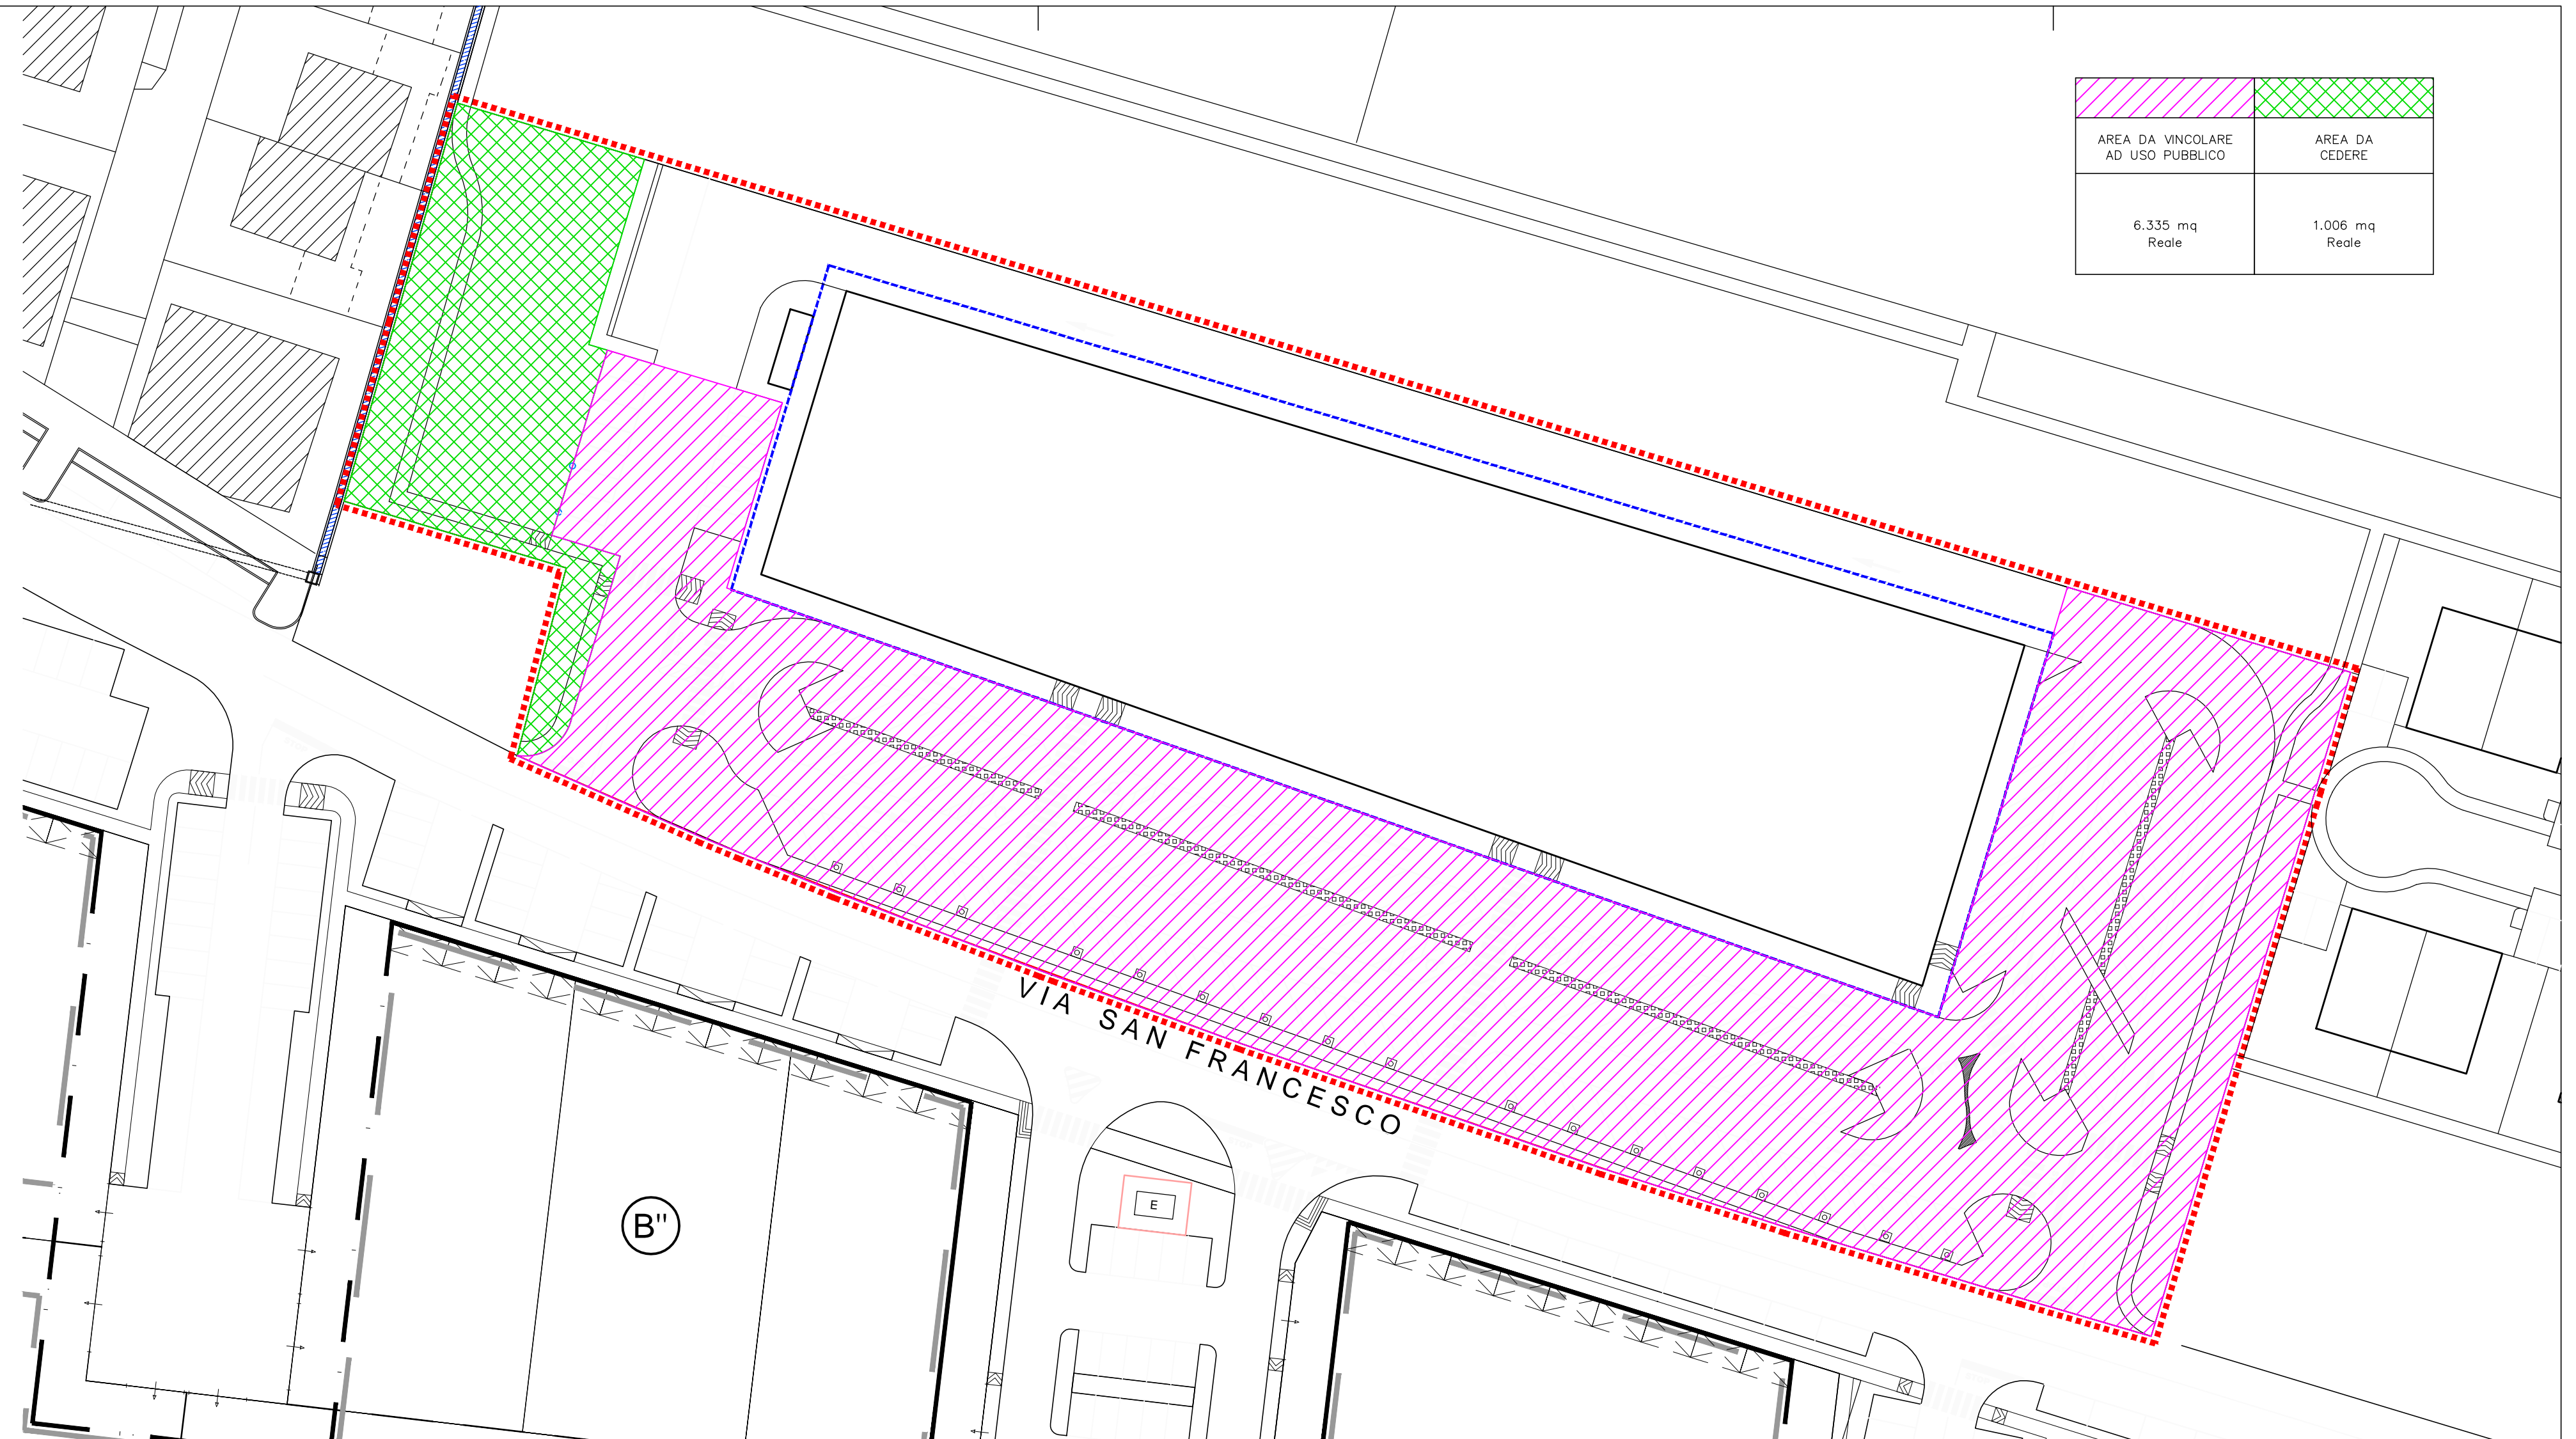 AREA DA VINCOLARE
AD USO PUBBLICO
AREA DA
CEDERE
6.335 mq
Reale
1.006 mq
Reale
VIA SAN FRANCESCO
B"
E